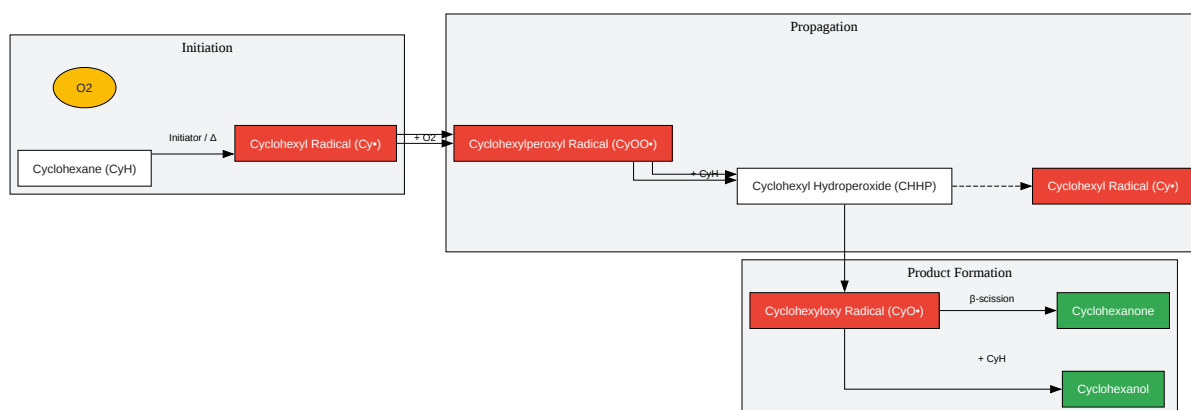 Initiation
O2
Cyclohexane (CyH)
Initiator / Δ
Cyclohexyl Radical (Cy•)
+ O2
Propagation
Cyclohexylperoxyl Radical (CyOO•)
+ CyH
Cyclohexyl Hydroperoxide (CHHP)
Cyclohexyl Radical (Cy•)
Product Formation
Cyclohexyloxy Radical (CyO•)
β-scission
Cyclohexanone
+ CyH
Cyclohexanol